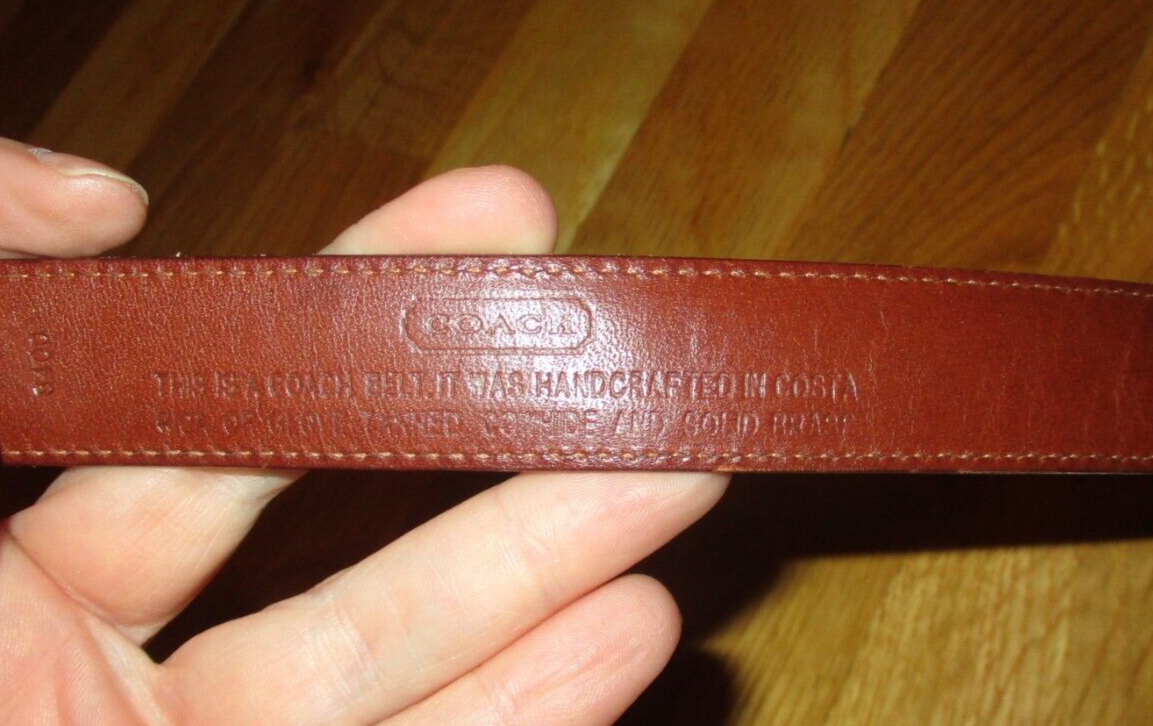 COACH
THIS IS A COACH BELT. IT WAS HANDCRAFTED IN COSTA
OF GLOVE TANNED COWHIDE AND SOLID BRASS